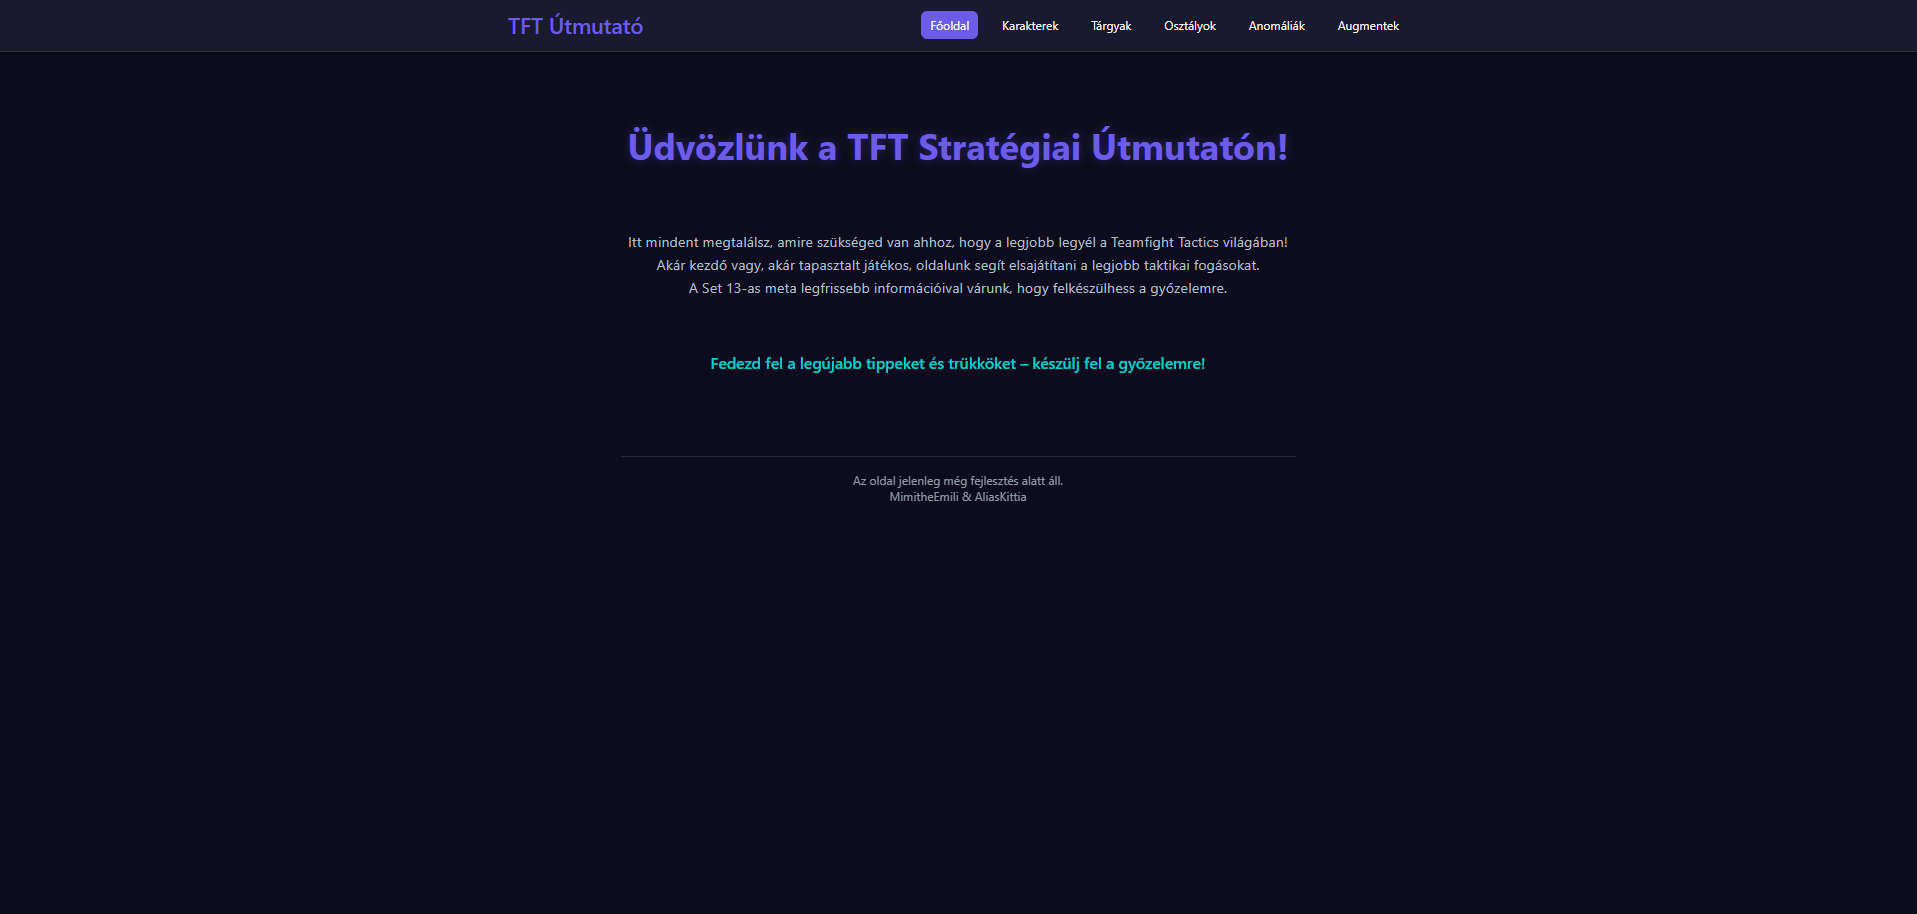 TFT Útmutató
Főoldal
Karakterek
Tárgyak
Osztályok
Anomáliák
Augmentek
Üdvözlünk a TFT Stratégiai Útmutatón!
Itt mindent megtalálsz, amire szükséged van ahhoz, hogy a legjobb legyél a Teamfight Tactics világában!
Akár kezdő vagy, akár tapasztalt játékos, oldalunk segít elsajátítani a legjobb taktikai fogásokat.
A Set 13-as meta legfrissebb információival várunk, hogy felkészülhess a győzelemre.
Fedezd fel a legújabb tippeket és trükköket – készülj fel a győzelemre!
Az oldal jelenleg még fejlesztés alatt áll.
MimitheEmili & AliasKittia